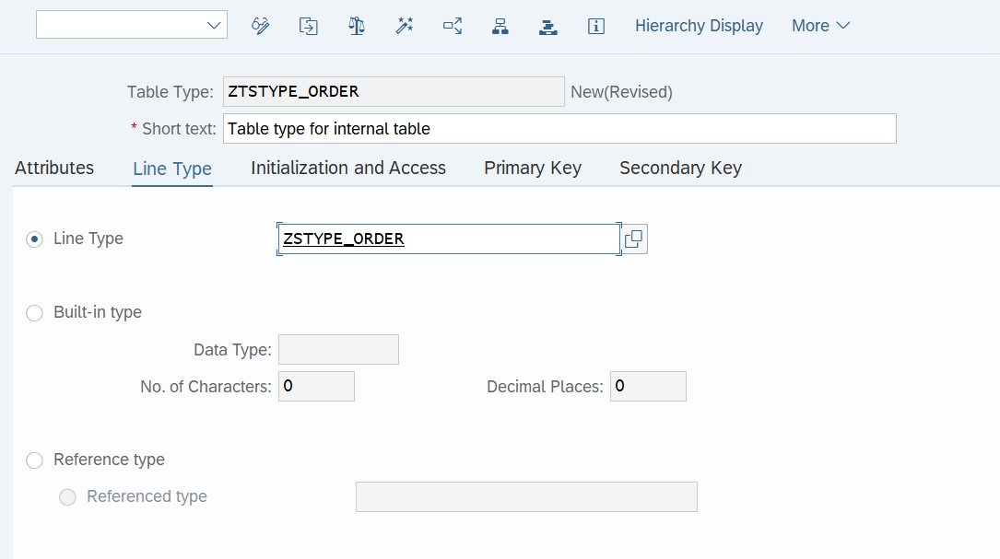 Hierarchy Display More
Table Type: ZTSTYPE_ORDER New(Revised)
* Short text: Table type for internal table
Attributes Line Type Initialization and Access Primary Key Secondary Key
Line Type ZSTYPE_ORDER
Built-in type
Data Type:
No. of Characters: 0 Decimal Places: 0
Reference type
Referenced type